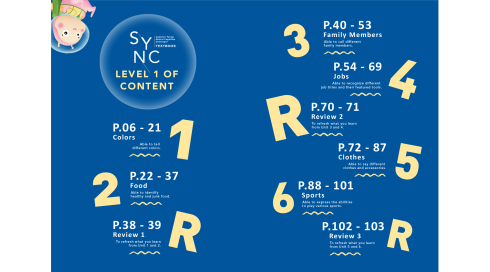 SY
NC
TEXTBOOK
LEVEL 1 OF
CONTENT
P.06 - 21
Colors
Able to tell
different colors.
1
2
P.22 - 37
Food
Able to identify
healthy and junk food.
P.38 - 39
Review 1
To refresh what you learn
from Unit 1 and 2.
R
3
P.40 - 53
Family Members
Able to call different
family members.
P.54 - 69
Jobs
Able to recognize different
job titles and their featured tools.
4
R
P.70 - 71
Review 2
To refresh what you learn
from Unit 3 and 4.
P.72 - 87
Clothes
Able to say different
clothes and accessories
5
6
P.88 - 101
Sports
Able to express the abilities
to play various sports.
P.102 - 103
Review 3
To refresh what you learn
from Unit 5 and 6.
R